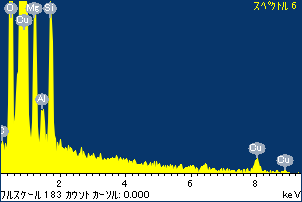 スペクトル 6
O Cu Mg Si
Al
Cu Cu
2 4 6 8
フルスケール 183 カウント カーソル: 0.000 keV